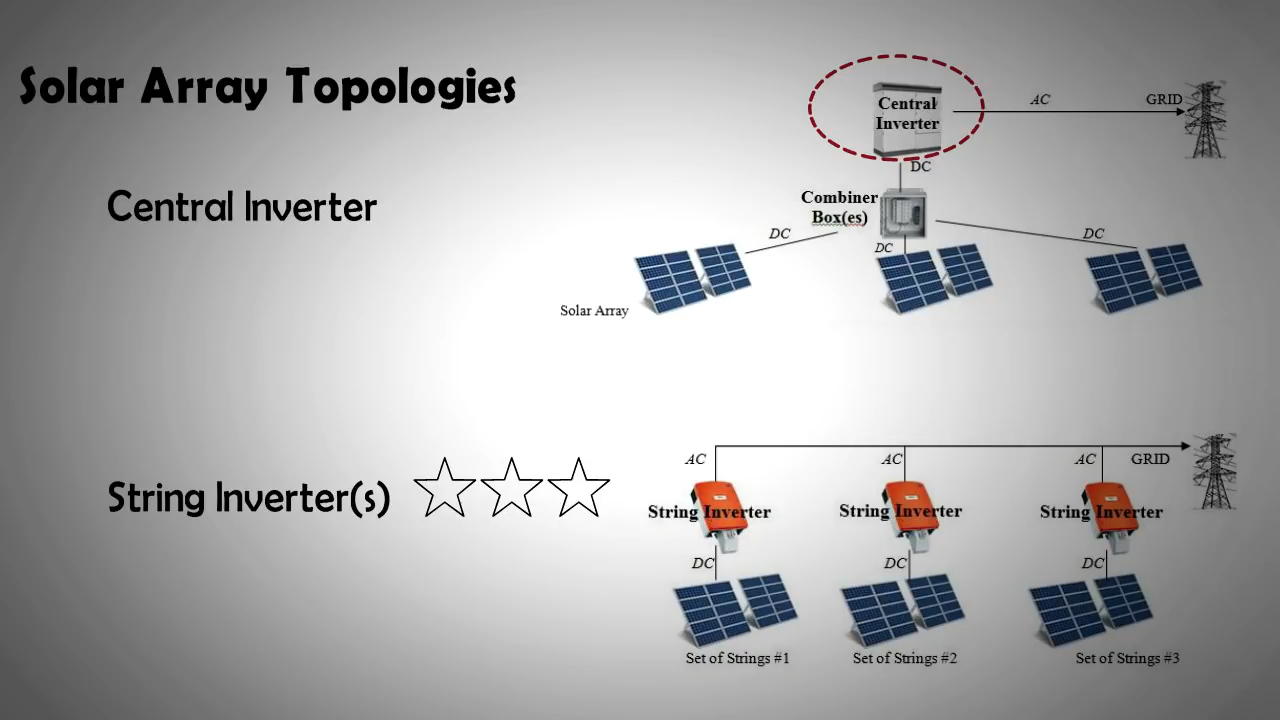 Solar Array Topologies
Central Inverter
Central
Inverter
AC
GRID
DC
Combiner
Box(es)
DC
DC
DC
Solar Array
String Inverter(s)
AC
AC
AC
GRID
String Inverter
String Inverter
String Inverter
DC
DC
DC
Set of Strings #1
Set of Strings #2
Set of Strings #3